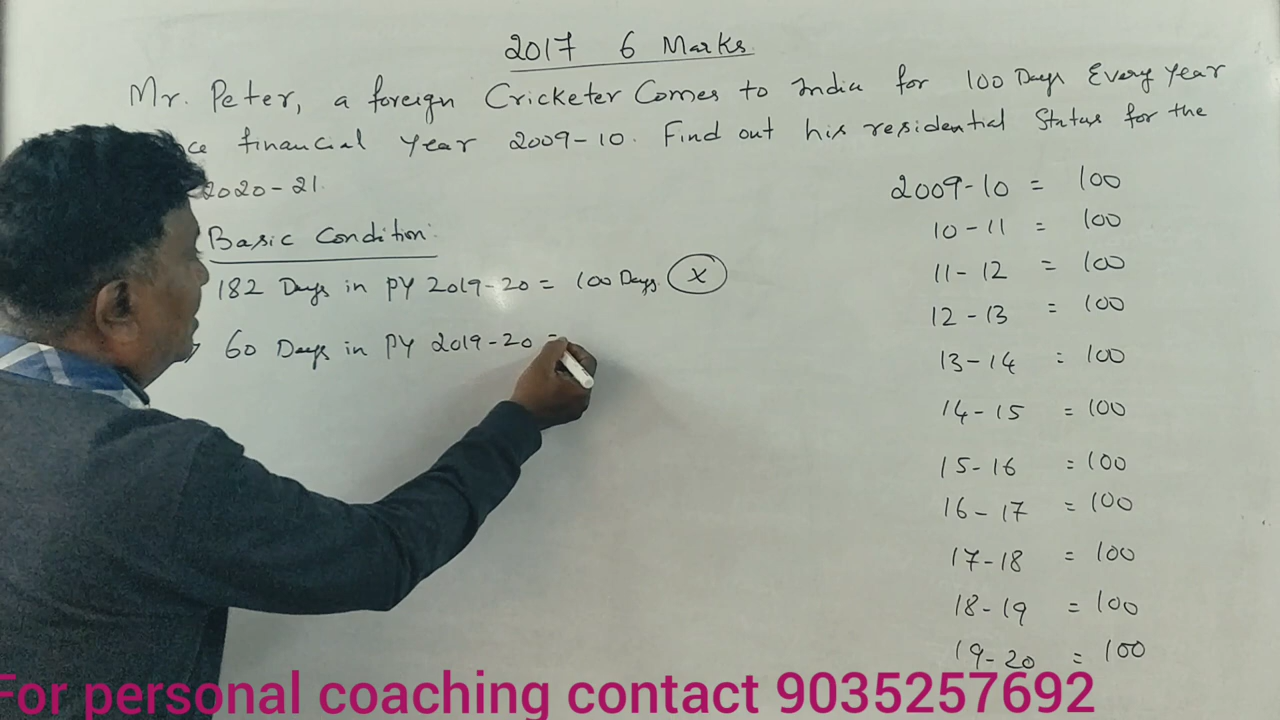 2017 6 Marks
Mr. Peter, a foreign Cricketer Comes to India for 100 Days Every year
ce financial year 2009-10. Find out his residential Status for the
2020-21.
Basic Condition:
182 Days in PY 2019-20 = 100 Days. X
60 Days in PY 2019-20 =
2009-10 = 100
10-11 = 100
11-12 = 100
12-13 = 100
13-14 = 100
14-15 = 100
15-16 = 100
16-17 = 100
17-18 = 100
18-19 = 100
19-20 = 100
For personal coaching contact 9035257692